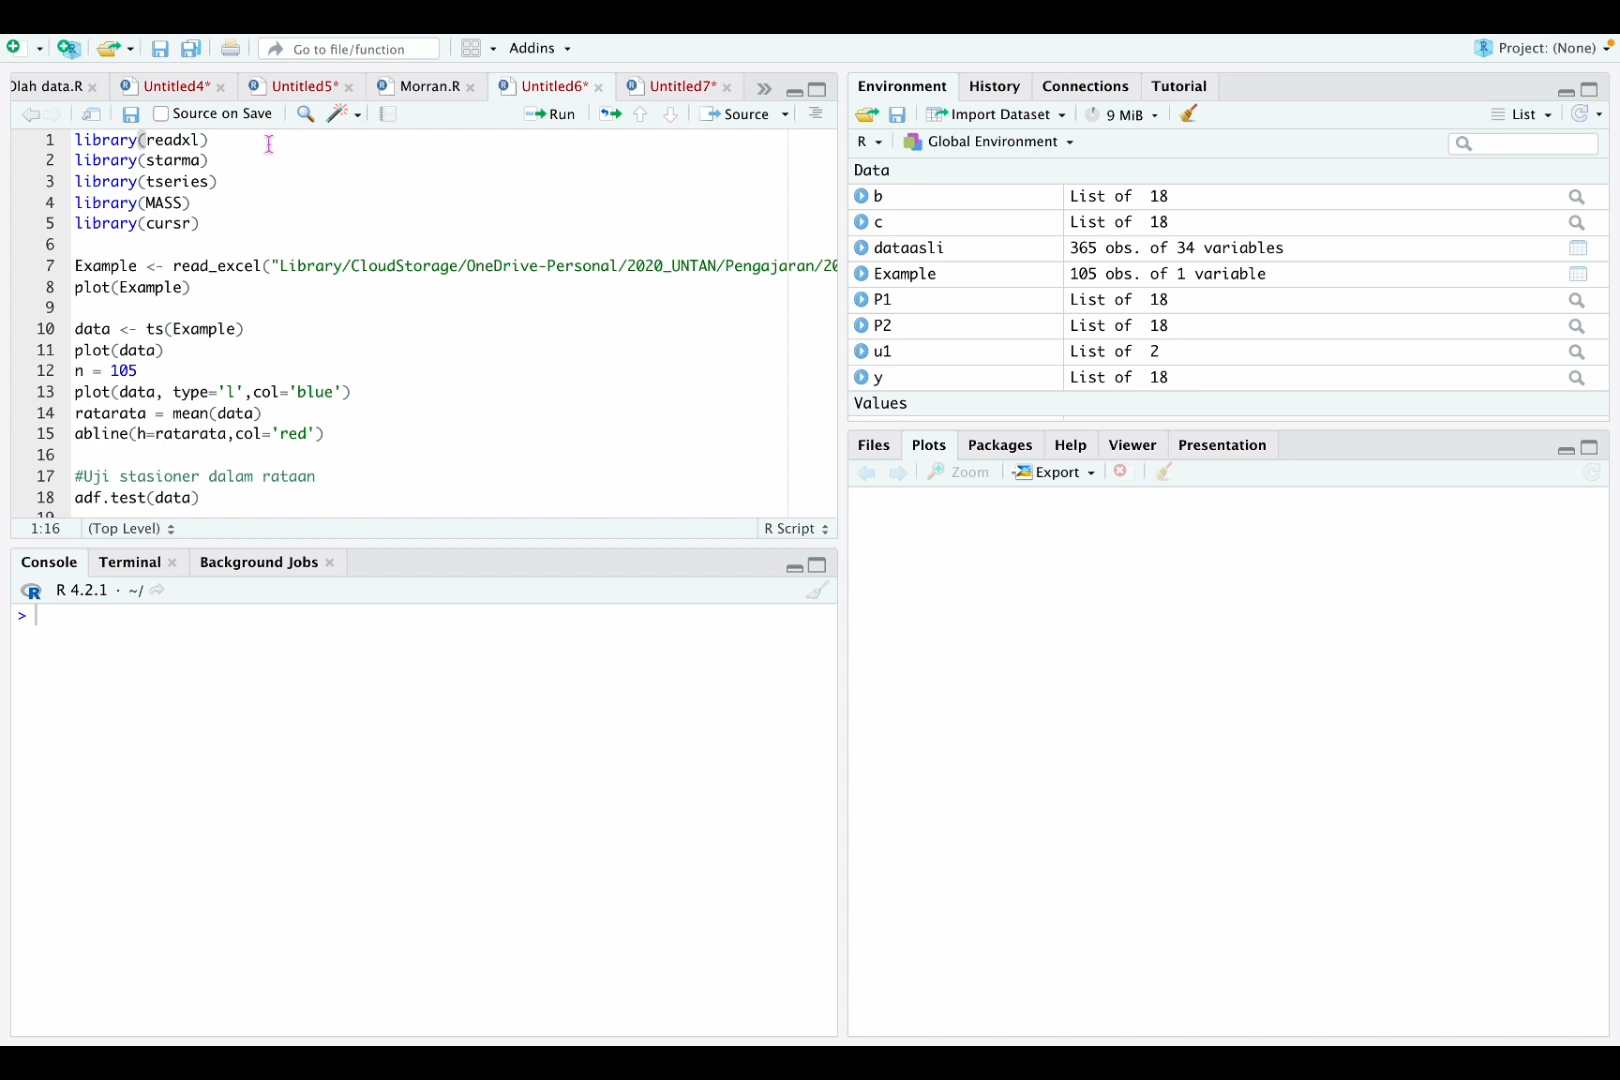 Go to file/function
Addins
Project: (None)
Olah data.R
Untitled4*
Untitled5*
Morran.R
Untitled6*
Untitled7*
Source on Save
Run
Source
1 library(readxl)
2 library(starma)
3 library(tseries)
4 library(MASS)
5 library(cursr)
6
7 Example <- read_excel("Library/CloudStorage/OneDrive-Personal/2020_UNTAN/Pengajaran/20
8 plot(Example)
9
10 data <- ts(Example)
11 plot(data)
12 n = 105
13 plot(data, type='l',col='blue')
14 ratarata = mean(data)
15 abline(h=ratarata,col='red')
16
17 #Uji stasioner dalam rataan
18 adf.test(data)
19
1:16 (Top Level) R Script
Console Terminal Background Jobs
R 4.2.1 · ~/
>
Environment History Connections Tutorial
Import Dataset 9 MiB List
R Global Environment
Data
b List of 18
c List of 18
dataasli 365 obs. of 34 variables
Example 105 obs. of 1 variable
P1 List of 18
P2 List of 18
u1 List of 2
y List of 18
Values
Files Plots Packages Help Viewer Presentation
Zoom Export